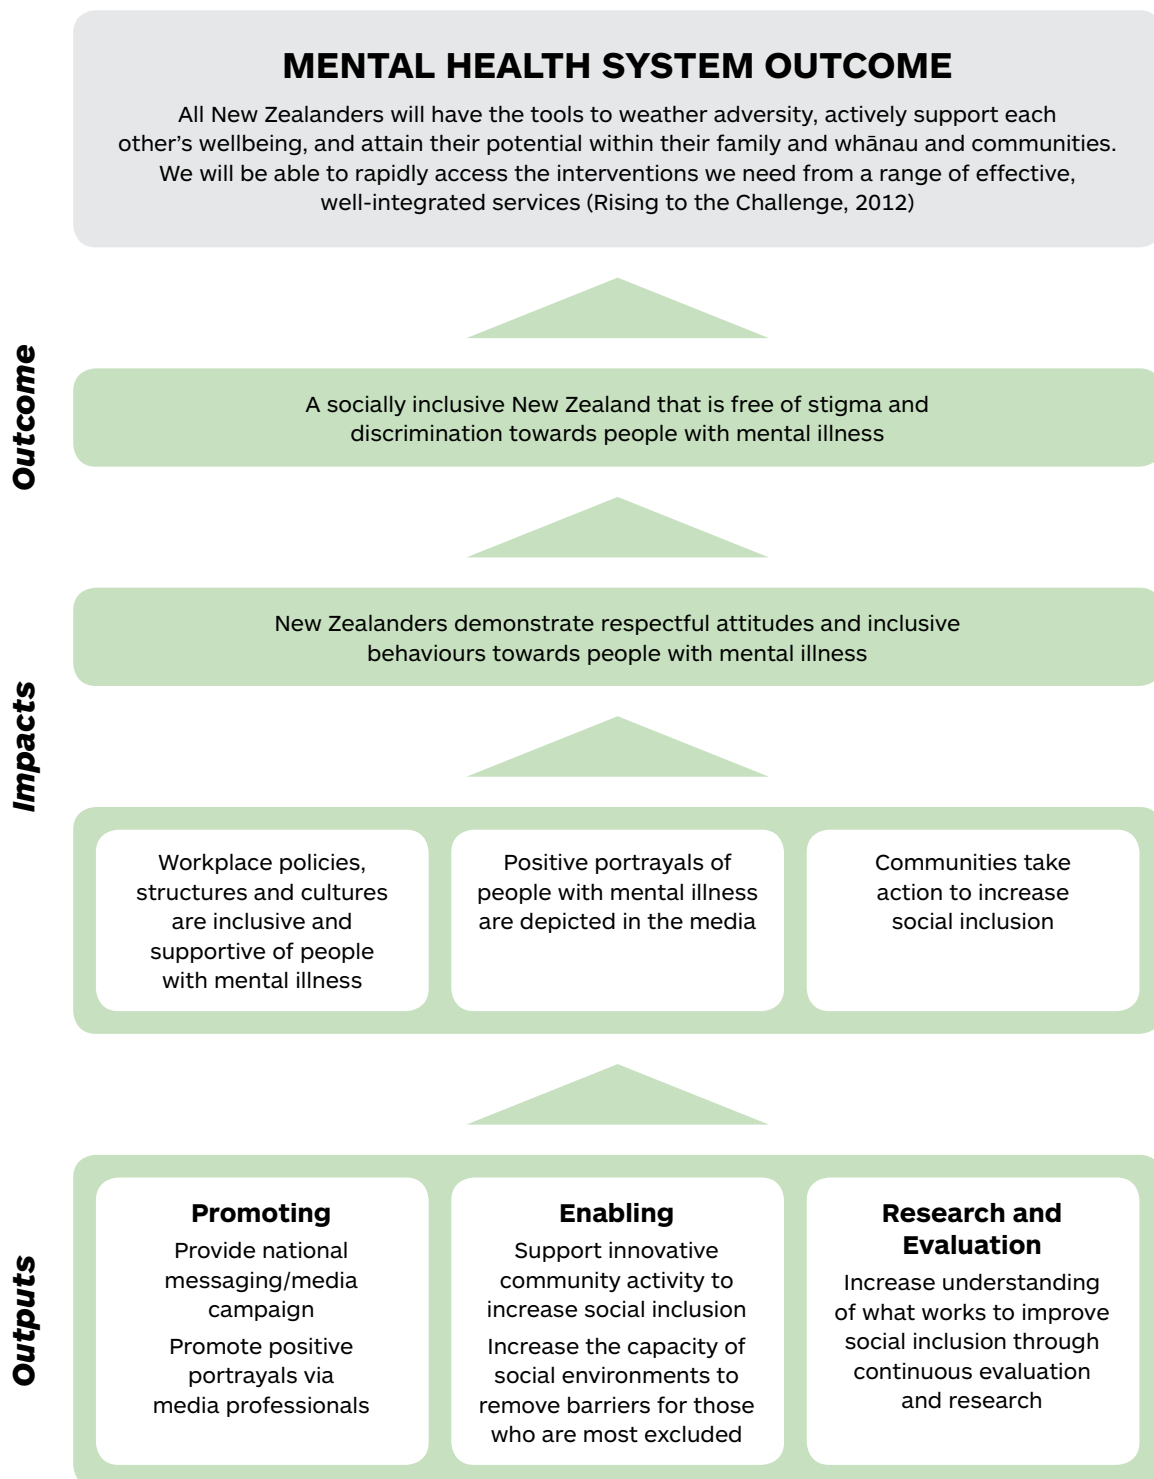 MENTAL HEALTH SYSTEM OUTCOME
All New Zealanders will have the tools to weather adversity, actively support each
other's wellbeing, and attain their potential within their family and whānau and communities.
We will be able to rapidly access the interventions we need from a range of effective,
well-integrated services (Rising to the Challenge, 2012)
Outcome
A socially inclusive New Zealand that is free of stigma and
discrimination towards people with mental illness
Impacts
New Zealanders demonstrate respectful attitudes and inclusive
behaviours towards people with mental illness
Workplace policies,
structures and cultures
are inclusive and
supportive of people
with mental illness
Positive portrayals of
people with mental illness
are depicted in the media
Communities take
action to increase
social inclusion
Outputs
Promoting
Provide national
messaging/media
campaign
Promote positive
portrayals via
media professionals
Enabling
Support innovative
community activity to
increase social inclusion
Increase the capacity of
social environments to
remove barriers for those
who are most excluded
Research and
Evaluation
Increase understanding
of what works to improve
social inclusion through
continuous evaluation
and research